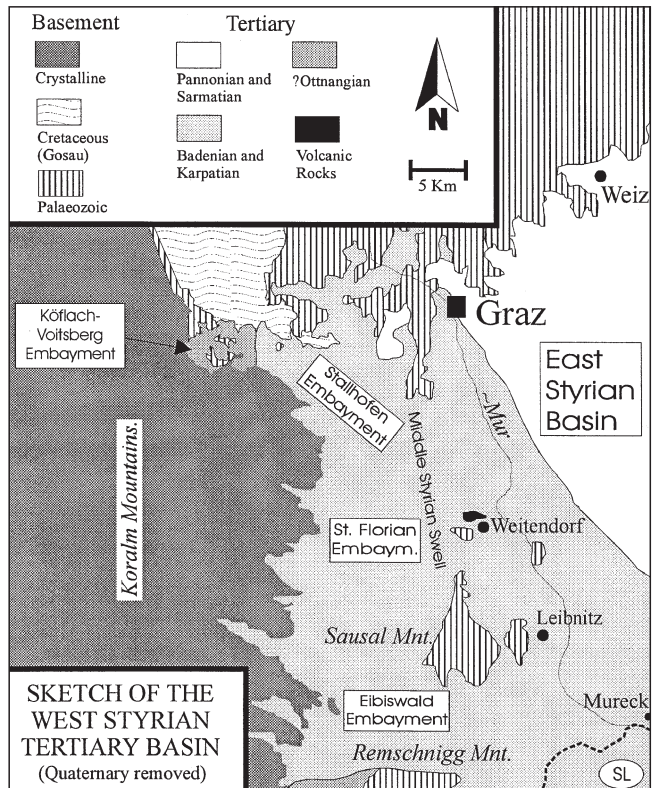 Basement
Tertiary
Crystalline
Pannonian and
Sarmatian
?Ottnangian
Cretaceous
(Gosau)
Badenian and
Karpatian
Volcanic
Rocks
Palaeozoic
N
5 Km
Weiz
Köflach-
Voitsberg
Embayment
Graz
East
Styrian
Basin
Stallhofen
Embayment
~Mur
Middle Styrian Swell
Koralm Mountains.
St. Florian
Embaym.
Weitendorf
Leibnitz
Sausal Mnt.
Eibiswald
Embayment
Mureck
Remschnigg Mnt.
SL
SKETCH OF THE
WEST STYRIAN
TERTIARY BASIN
(Quaternary removed)